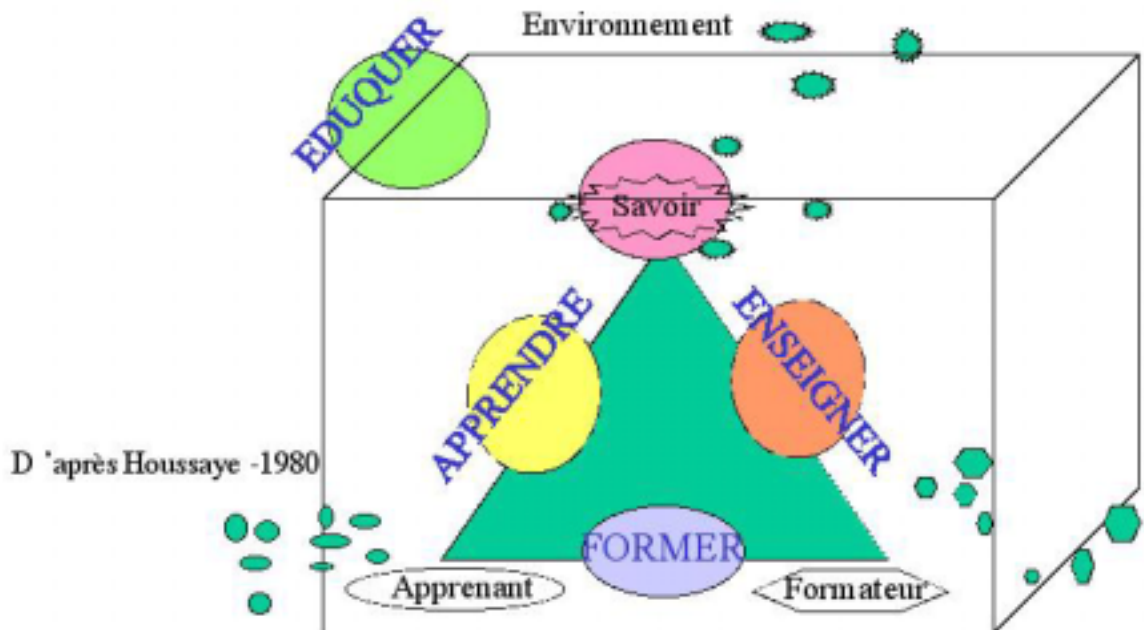 Environnement
EDUQUER
Savoir
APPRENDRE
ENSEIGNER
D 'après Houssaye -1980
FORMER
Apprenant
Formateur